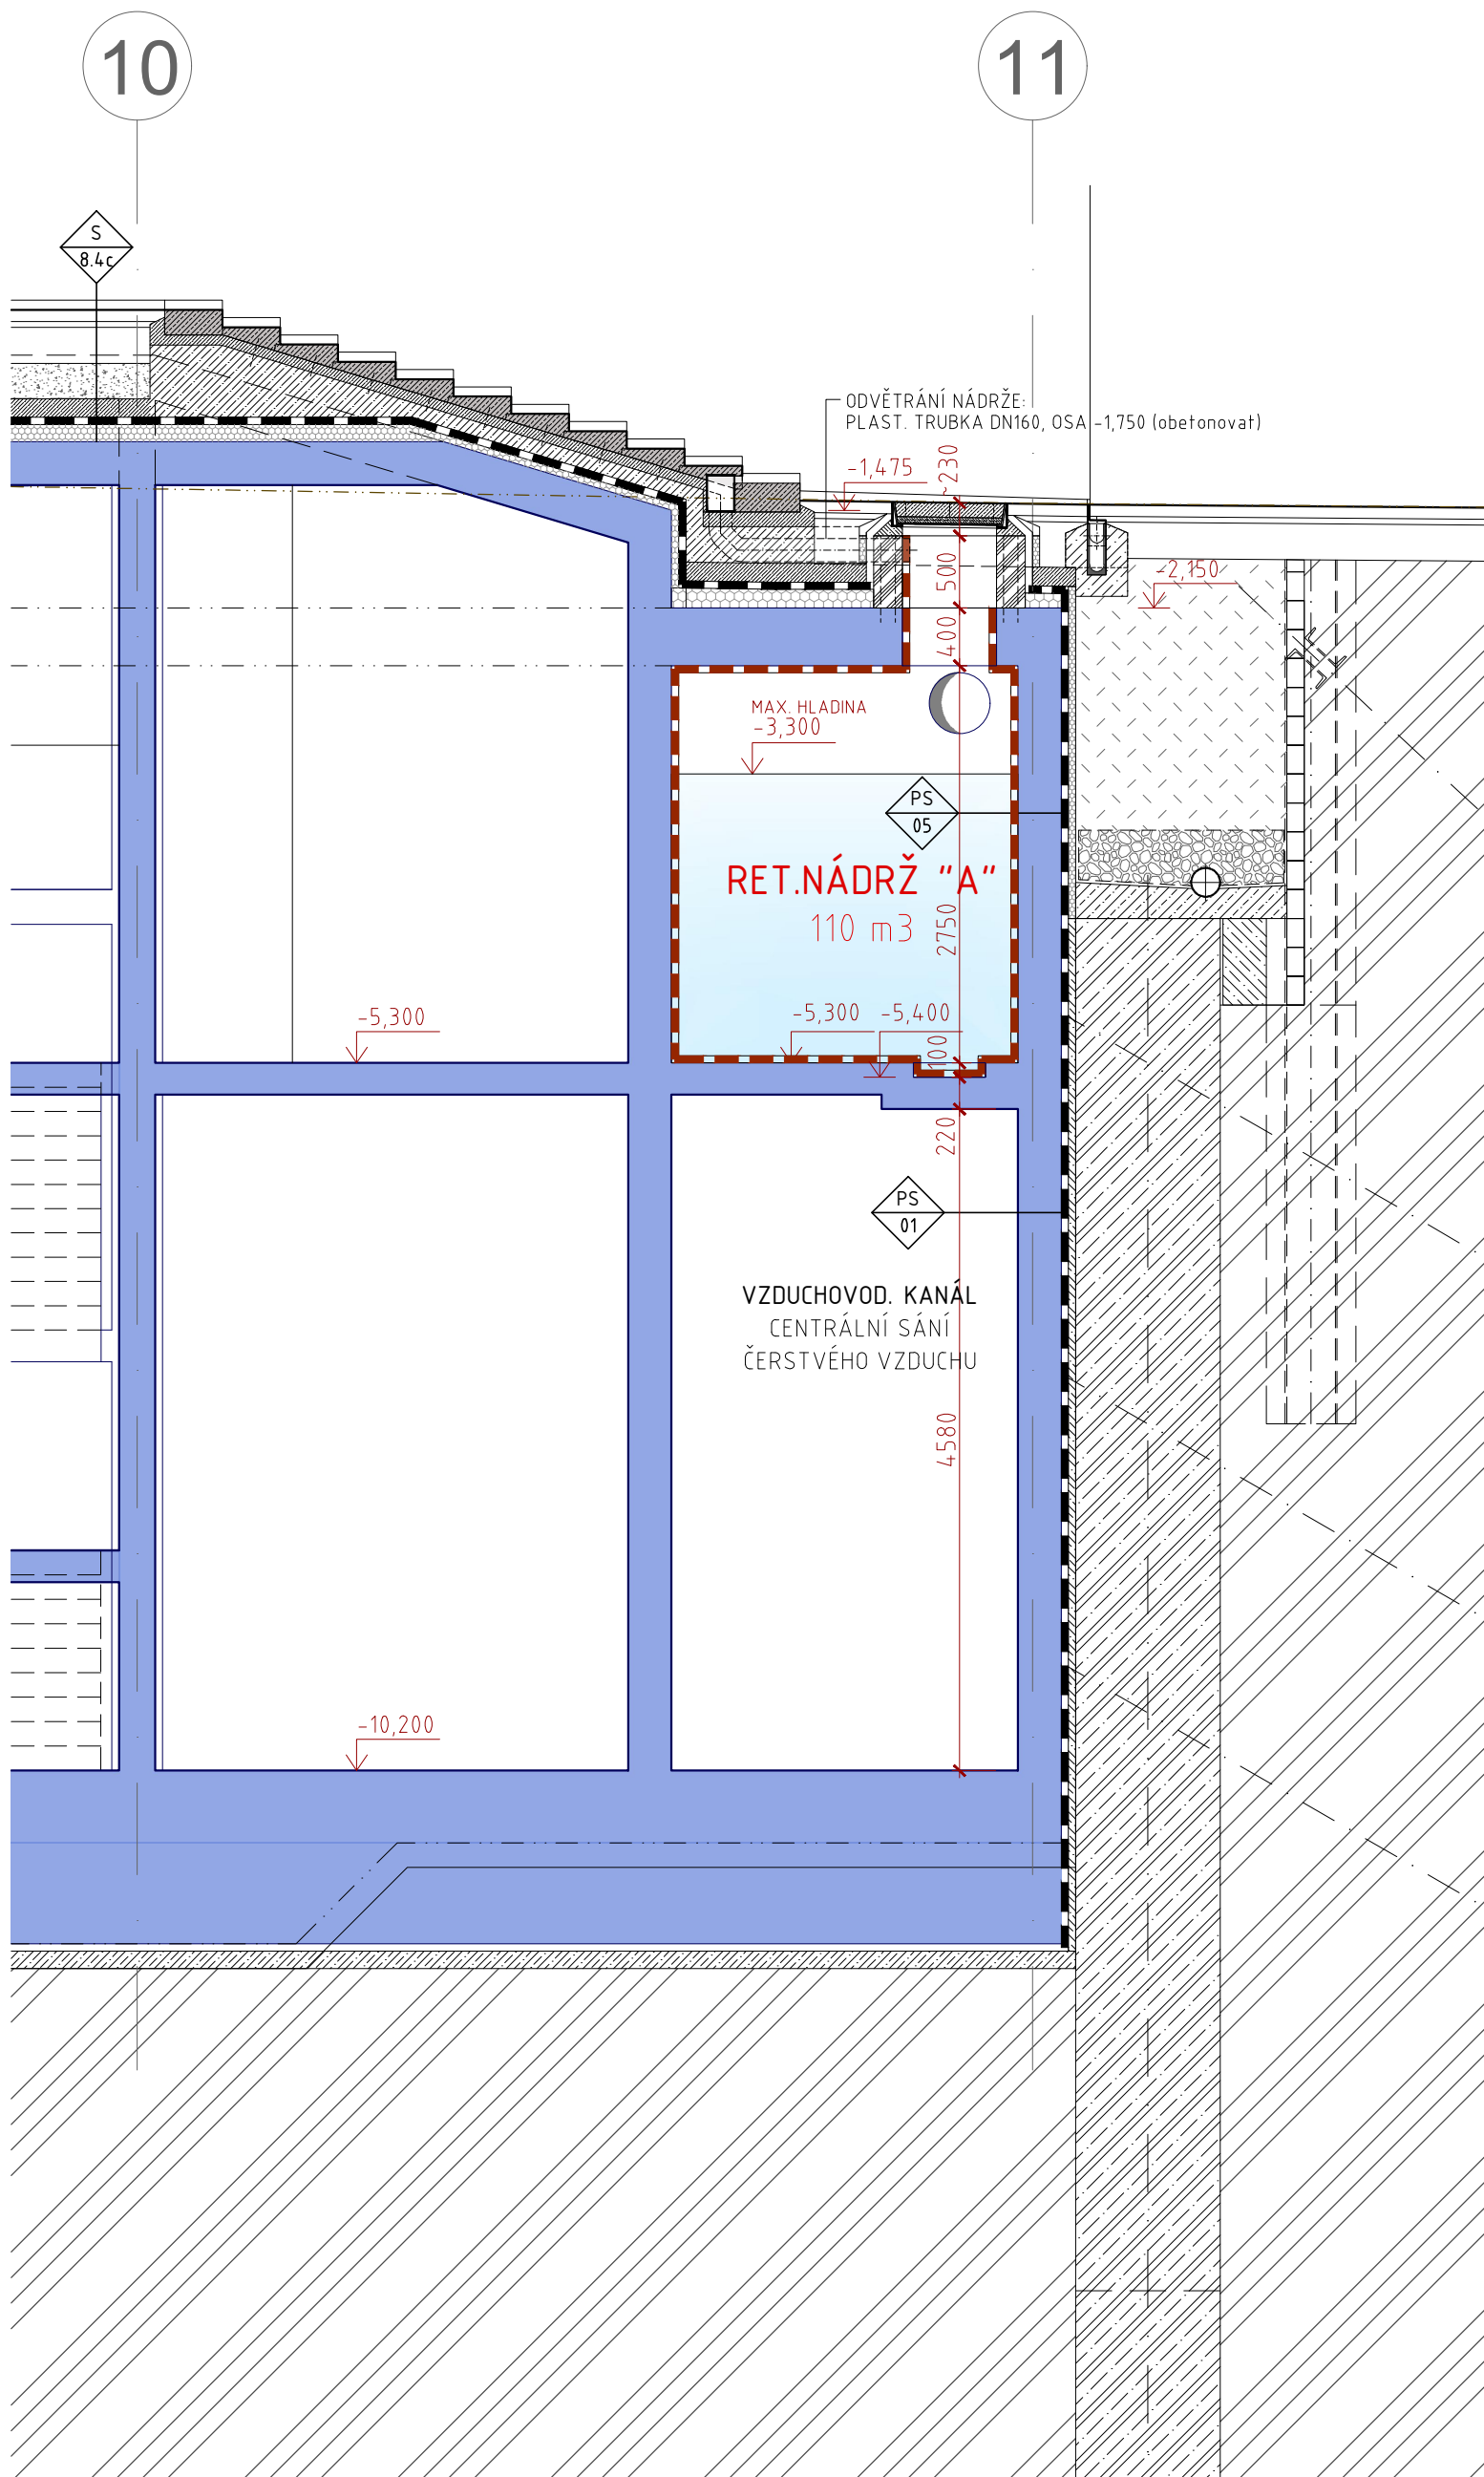 10
11
S
8.4c
ODVĚTRÁNÍ NÁDRŽE:
PLAST. TRUBKA DN160, OSA -1,750 (obetonovat)
-1,475
~230
500
-2,150
400
MAX. HLADINA
-3,300
PS
05
RET.NÁDRŽ "A"
110 m3
2750
-5,300
-5,300
-5,400
100
220
PS
01
VZDUCHOVOD. KANÁL
CENTRÁLNÍ SÁNÍ
ČERSTVÉHO VZDUCHU
4580
-10,200